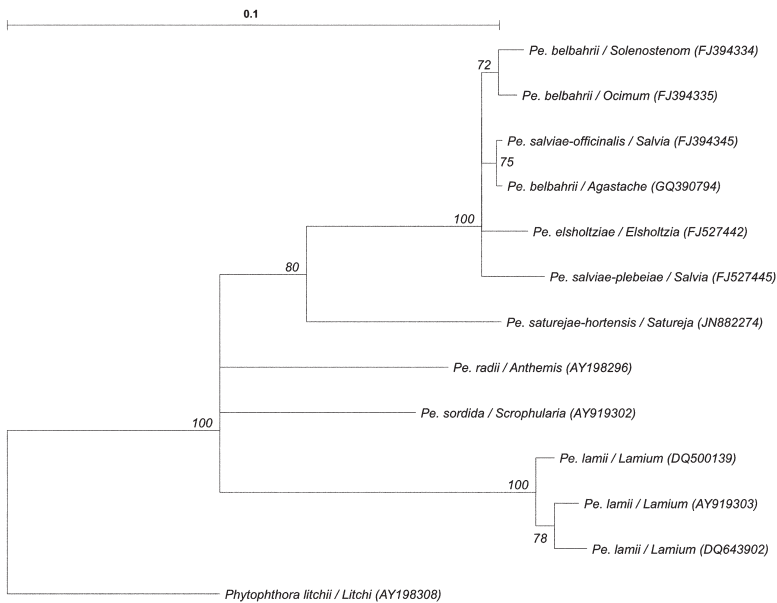 0.1
Pe. belbahrii / Solenostenom (FJ394334)
72
Pe. belbahrii / Ocimum (FJ394335)
Pe. salviae-officinalis / Salvia (FJ394345)
75
Pe. belbahrii / Agastache (GQ390794)
100
Pe. elsholtziae / Elsholtzia (FJ527442)
80
Pe. salviae-plebeiae / Salvia (FJ527445)
Pe. saturejae-hortensis / Satureja (JN882274)
Pe. radii / Anthemis (AY198296)
Pe. sordida / Scrophularia (AY919302)
100
Pe. lamii / Lamium (DQ500139)
100
Pe. lamii / Lamium (AY919303)
78
Pe. lamii / Lamium (DQ643902)
Phytophthora litchii / Litchi (AY198308)